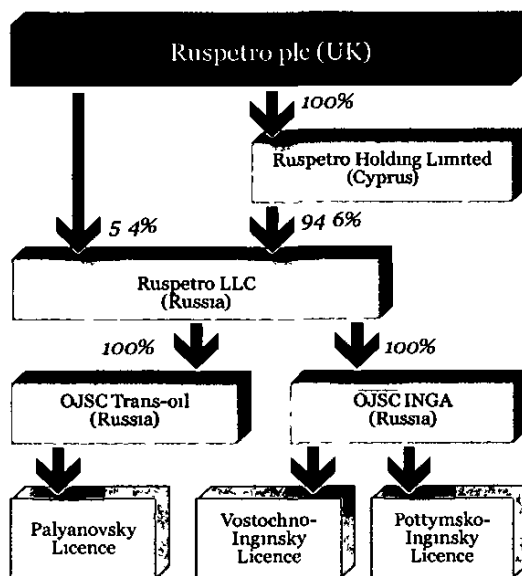 Ruspetro plc (UK)
100%
Ruspetro Holding Limited
(Cyprus)
5 4%
94 6%
Ruspetro LLC
(Russia)
100%
100%
OJSC Trans-oil
(Russia)
OJSC INGA
(Russia)
Palyanovsky
Licence
Vostochno-
Inginsky
Licence
Pottymsko-
Inginsky
Licence